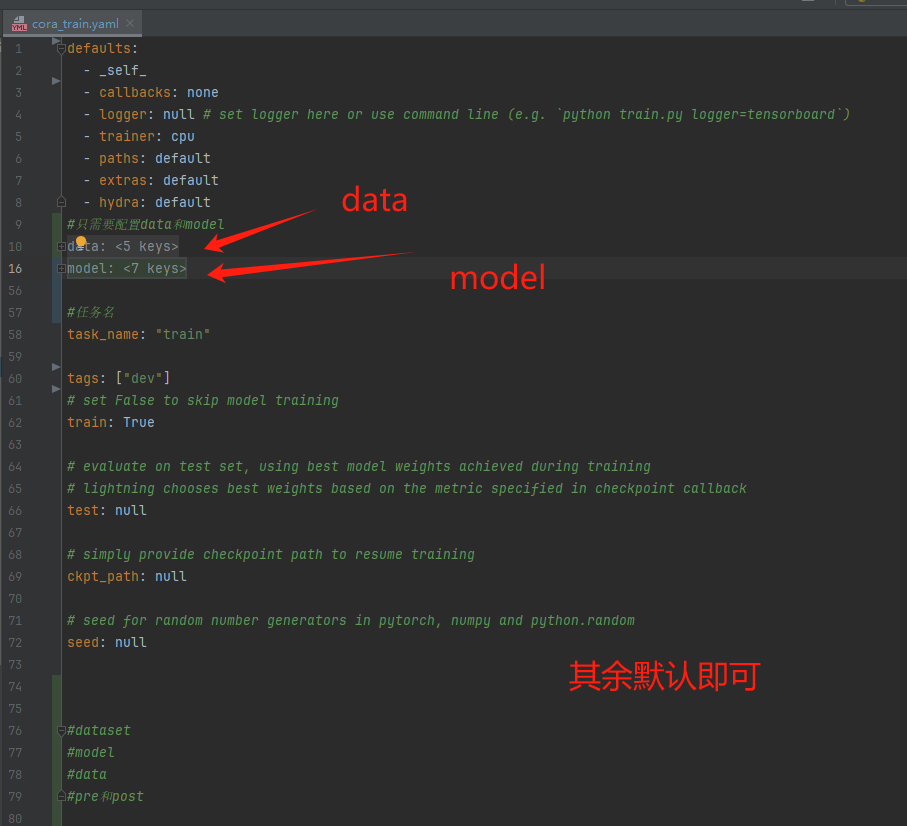 cora_train.yaml
1 defaults:
2 - _self_
3 - callbacks: none
4 - logger: null # set logger here or use command line (e.g. `python train.py logger=tensorboard`)
5 - trainer: cpu
6 - paths: default
7 - extras: default
8 - hydra: default
data
9 #只需要配置data和model
10 data: <5 keys>
16 model: <7 keys>
model
56
57 #任务名
58 task_name: "train"
59
60 tags: ["dev"]
61 # set False to skip model training
62 train: True
63
64 # evaluate on test set, using best model weights achieved during training
65 # lightning chooses best weights based on the metric specified in checkpoint callback
66 test: null
67
68 # simply provide checkpoint path to resume training
69 ckpt_path: null
70
71 # seed for random number generators in pytorch, numpy and python.random
72 seed: null
73
其余默认即可
74
75
76 #dataset
77 #model
78 #data
79 #pre和post
80